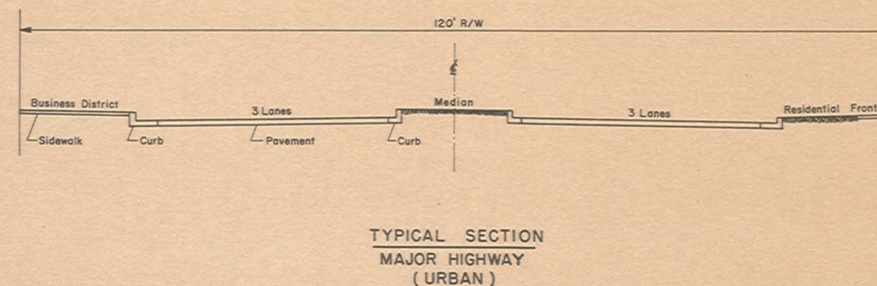 120' R/W
℄
Business District
3 Lanes
Median
3 Lanes
Residential Front
Sidewalk
Curb
Pavement
Curb
TYPICAL SECTION
MAJOR HIGHWAY
(URBAN)